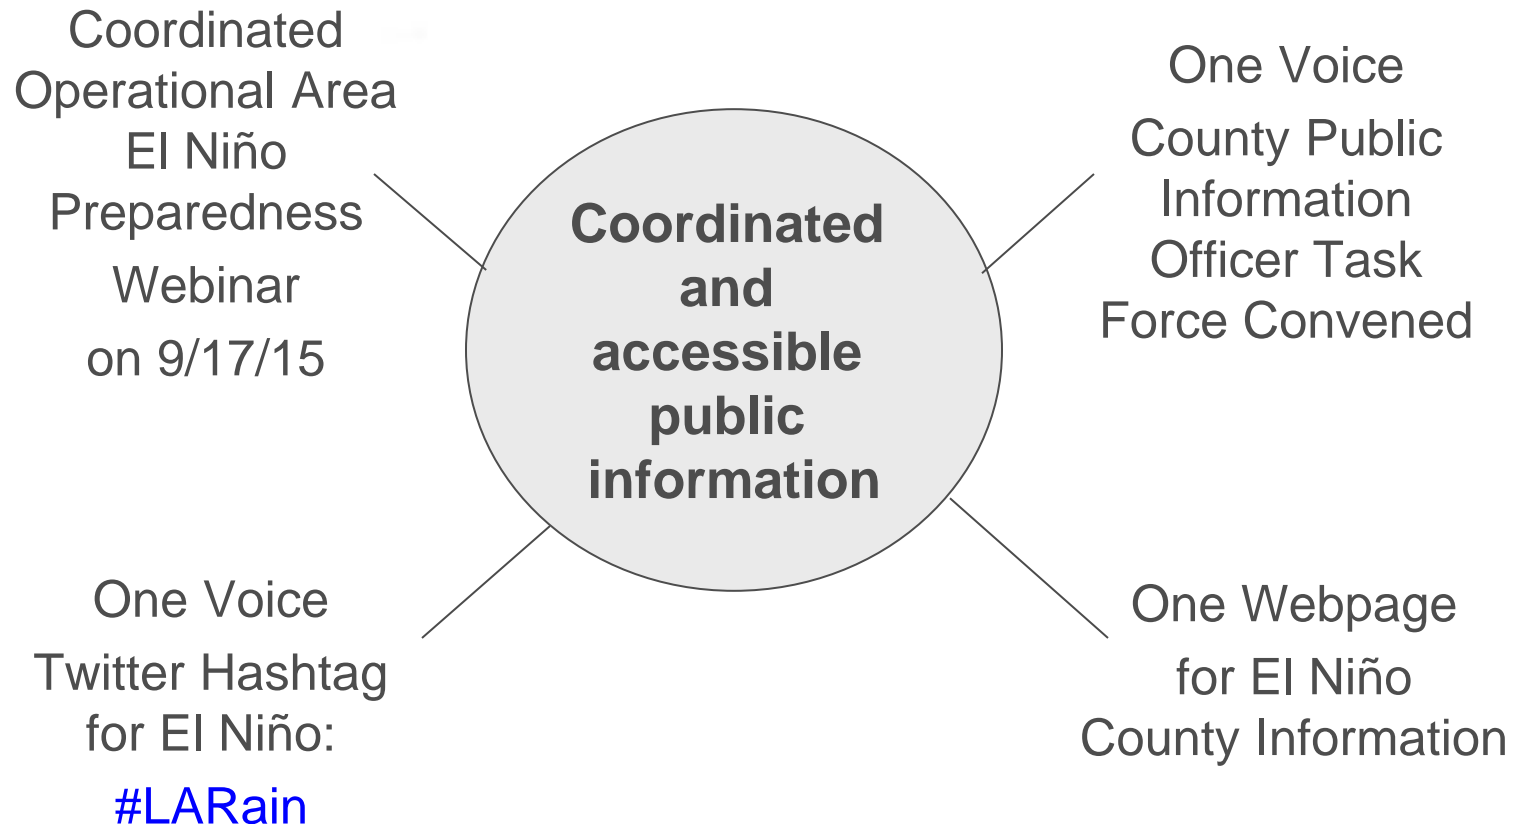 Coordinated
Operational Area
El Niño
Preparedness
Webinar
on 9/17/15
One Voice
County Public
Information
Officer Task
Force Convened
Coordinated
and
accessible
public
information
One Voice
Twitter Hashtag
for El Niño:
#LARain
One Webpage
for El Niño
County Information